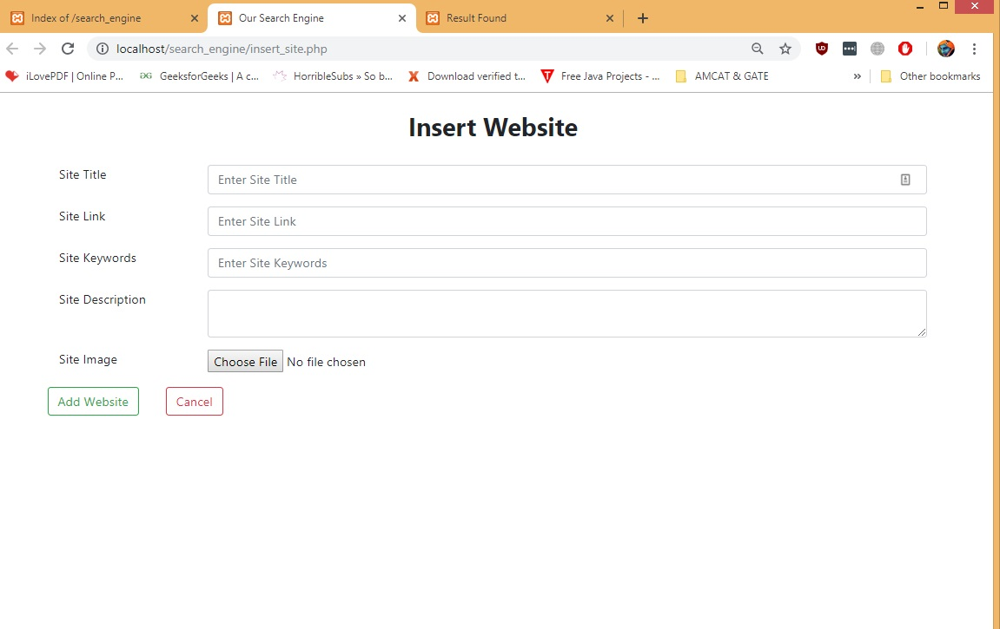 Index of /search_engine
Our Search Engine
Result Found
localhost/search_engine/insert_site.php
iLovePDF | Online P...
GeeksforGeeks | A c...
HorribleSubs » So b...
Download verified t...
Free Java Projects - ...
AMCAT & GATE
»
Other bookmarks
Insert Website
Site Title
Enter Site Title
Site Link
Enter Site Link
Site Keywords
Enter Site Keywords
Site Description
Site Image
Choose File No file chosen
Add Website
Cancel